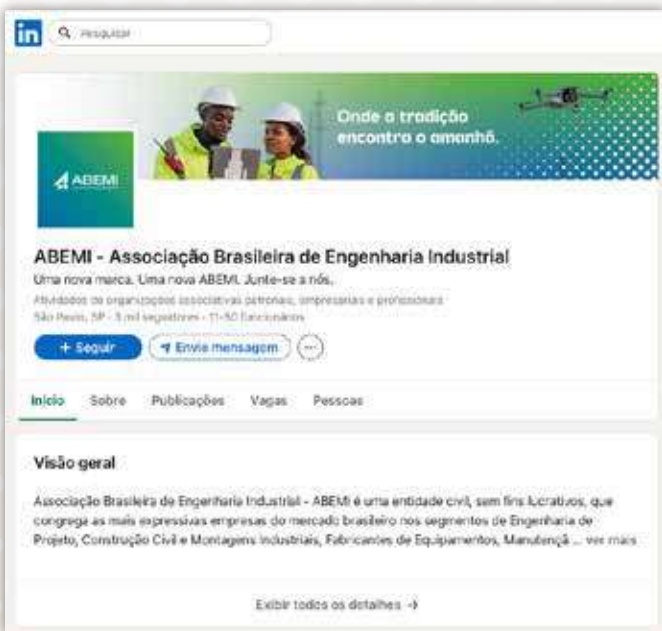 in
Pesquisar
Onde a tradição
encontra o amanhã.
ABEMI
ABEMI - Associação Brasileira de Engenharia Industrial
Uma nova marca. Uma nova ABEMI. Junte-se a nós.
Atividades de organizações associativas patronais, empresariais e profissionais
São Paulo, SP · 3 mil seguidores · 11-50 funcionários
+ Seguir
Envie mensagem
Início Sobre Publicações Vagas Pessoas
Visão geral
Associação Brasileira de Engenharia Industrial - ABEMI é uma entidade civil, sem fins lucrativos, que
congrega as mais expressivas empresas do mercado brasileiro nos segmentos de Engenharia de
Projeto, Construção Civil e Montagens Industriais, Fabricantes de Equipamentos, Manutençã ... ver mais
Exibir todos os detalhes →